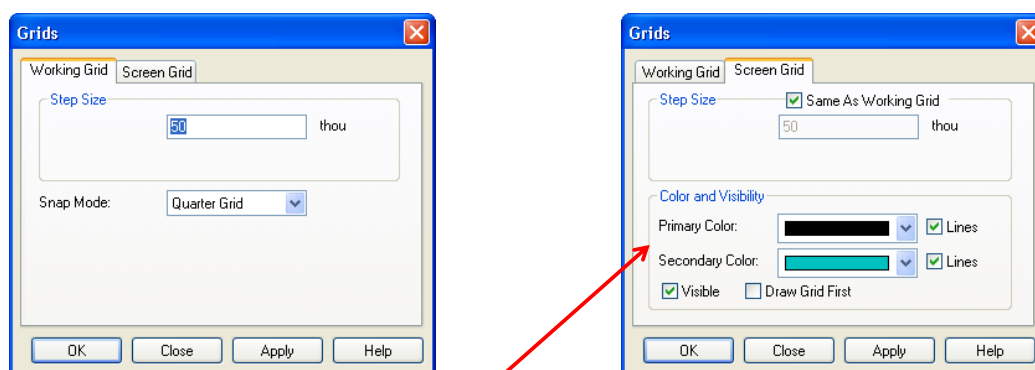 Grids
Working Grid Screen Grid
Step Size
50 thou
Snap Mode: Quarter Grid
OK Close Apply Help
Grids
Working Grid Screen Grid
Step Size Same As Working Grid
50 thou
Color and Visibility
Primary Color: Lines
Secondary Color: Lines
Visible Draw Grid First
OK Close Apply Help